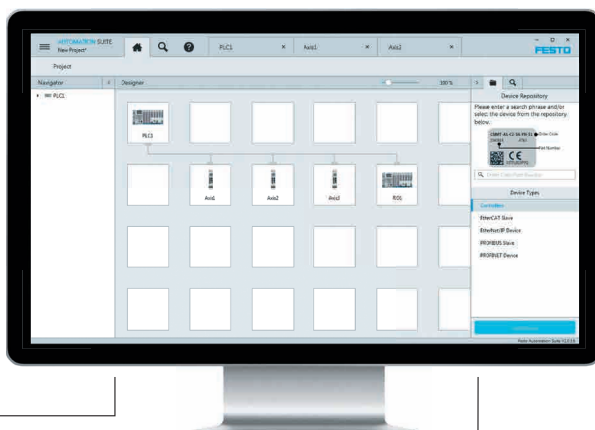 AUTOMATION SUITE
New Project*
PLC1
Axis1
Axis2
FESTO
Project
Navigator
Designer
100 %
PLC1
Device Repository
Please enter a search phrase and/or
select the device from the repository
below.
Order Code
Part Number
PLC1
Axis1
Axis2
Axis3
RIO1
Device Types
Controllers
EtherCAT Slave
EtherNet/IP Device
PROFIBUS Slave
PROFINET Device